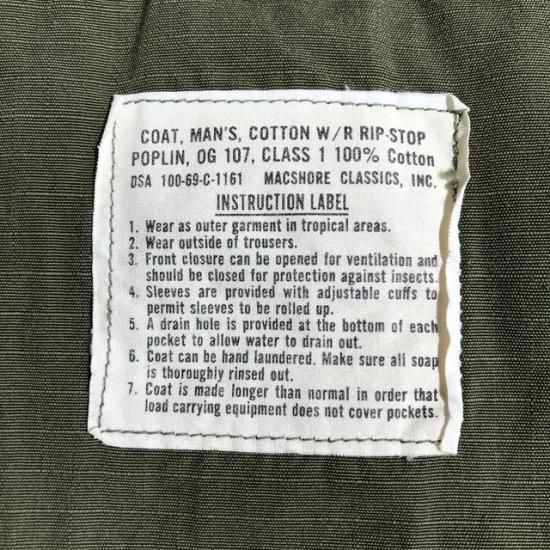 COAT, MAN'S, COTTON W/R RIP-STOP
POPLIN, OG 107, CLASS 1 100% Cotton
DSA 100-69-C-1161 MACSHORE CLASSICS, INC.
INSTRUCTION LABEL
1. Wear as outer garment in tropical areas.
2. Wear outside of trousers.
3. Front closure can be opened for ventilation and
should be closed for protection against insects.
4. Sleeves are provided with adjustable cuffs to
permit sleeves to be rolled up.
5. A drain hole is provided at the bottom of each
pocket to allow water to drain out.
6. Coat can be hand laundered. Make sure all soap
is thoroughly rinsed out.
7. Coat is made longer than normal in order that
load carrying equipment does not cover pockets.